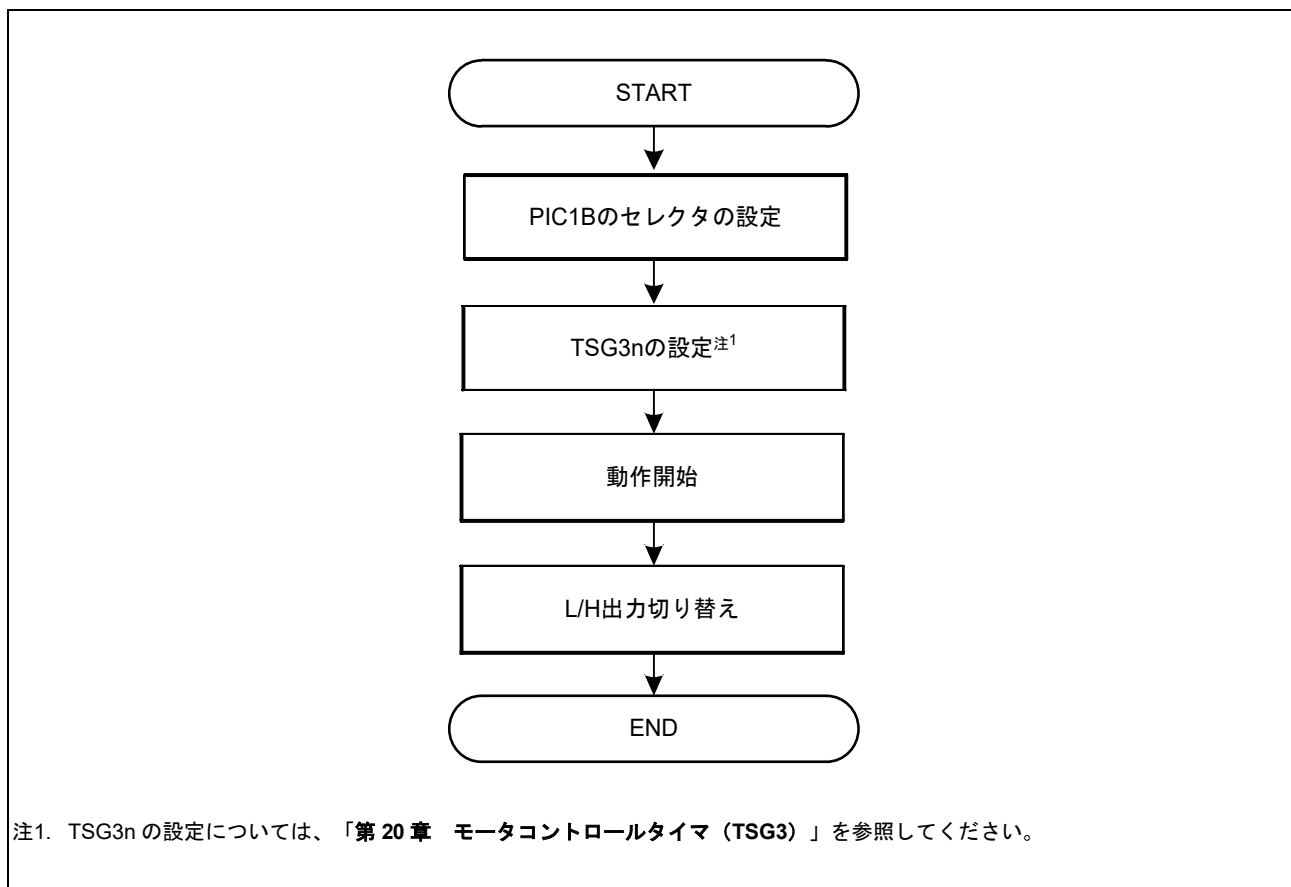 START
PIC1Bのセレクタの設定
TSG3nの設定注1
動作開始
L/H出力切り替え
END
注1. TSG3n の設定については、「第 20 章 モータコントロールタイマ（TSG3）」を参照してください。